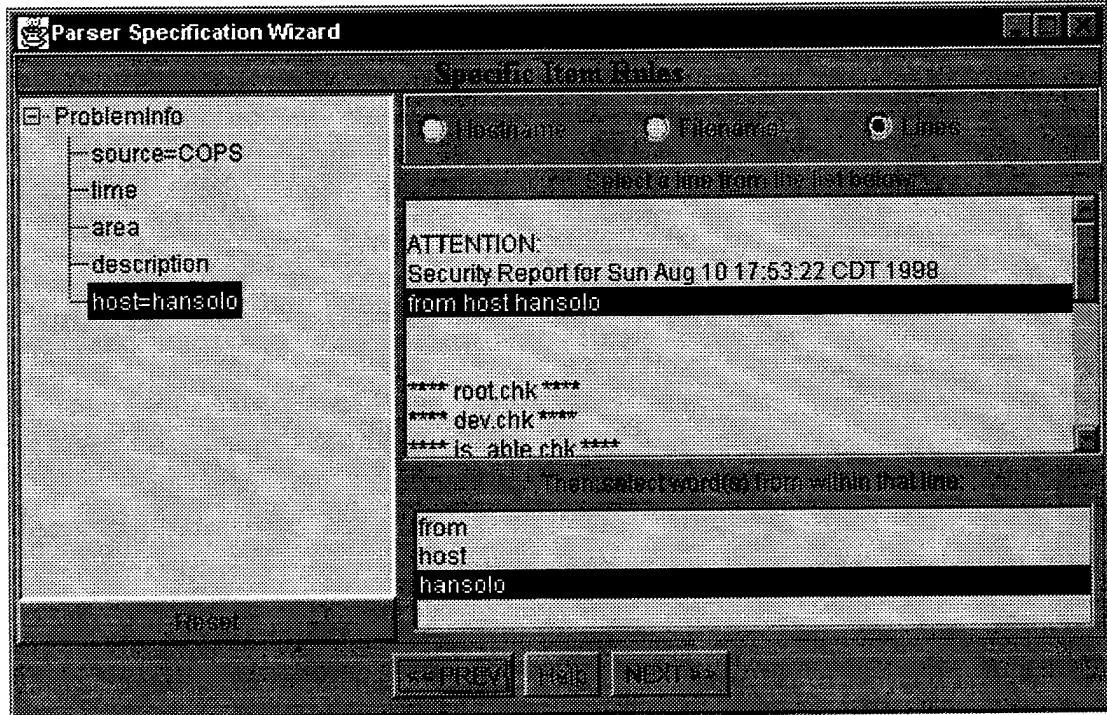 Parser Specification Wizard
Specific Item Rules
ProblemInfo
source=COPS
time
area
description
host=hansolo
Reset
Hostname
Filename
Lines
Select a line from the list below.
ATTENTION:
Security Report for Sun Aug 10 17:53:22 CDT 1998
from host hansolo
**** root.chk ****
**** dev.chk ****
**** is_able.chk ****
Then select word(s) from within that line.
from
host
hansolo
<<PREV
Help
NEXT>>